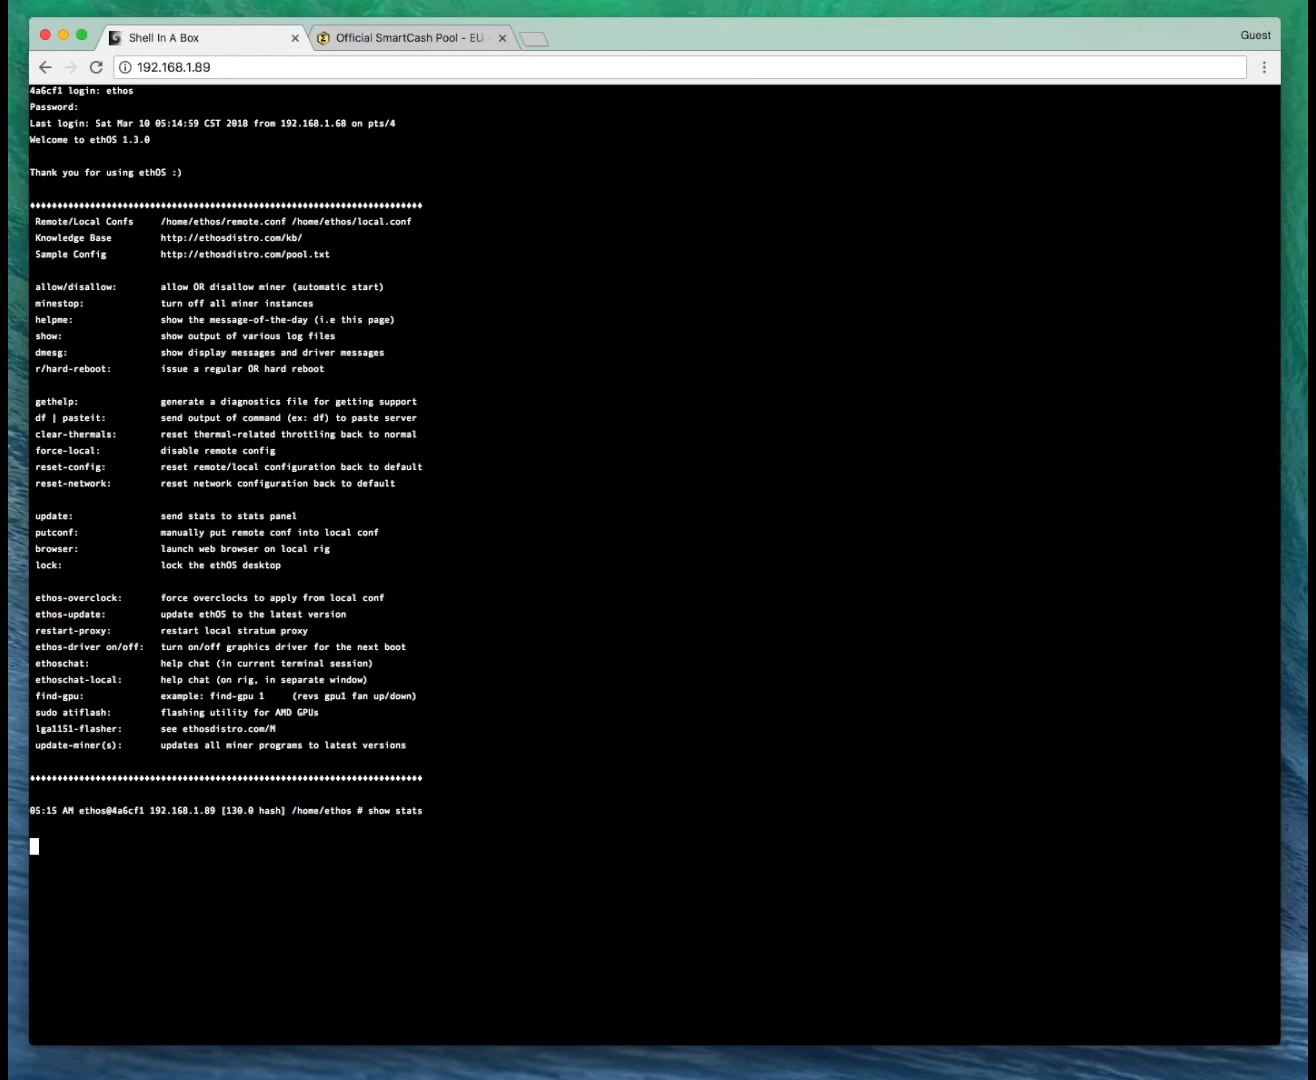 Shell In A Box
Official SmartCash Pool - EU -
Guest
192.168.1.89
4a6cf1 login: ethos
Password:
Last login: Sat Mar 10 05:14:59 CST 2018 from 192.168.1.68 on pts/4
Welcome to ethOS 1.3.0
Thank you for using ethOS :)
♦♦♦♦♦♦♦♦♦♦♦♦♦♦♦♦♦♦♦♦♦♦♦♦♦♦♦♦♦♦♦♦♦♦♦♦♦♦♦♦♦♦♦♦♦♦♦♦♦♦♦♦♦♦♦♦♦♦♦♦♦♦♦♦♦♦♦♦♦♦♦♦
Remote/Local Confs /home/ethos/remote.conf /home/ethos/local.conf
Knowledge Base http://ethosdistro.com/kb/
Sample Config http://ethosdistro.com/pool.txt
allow/disallow: allow OR disallow miner (automatic start)
minestop: turn off all miner instances
helpme: show the message-of-the-day (i.e this page)
show: show output of various log files
dmesg: show display messages and driver messages
r/hard-reboot: issue a regular OR hard reboot
gethelp: generate a diagnostics file for getting support
df | pasteit: send output of command (ex: df) to paste server
clear-thermals: reset thermal-related throttling back to normal
force-local: disable remote config
reset-config: reset remote/local configuration back to default
reset-network: reset network configuration back to default
update: send stats to stats panel
putconf: manually put remote conf into local conf
browser: launch web browser on local rig
lock: lock the ethOS desktop
ethos-overclock: force overclocks to apply from local conf
ethos-update: update ethOS to the latest version
restart-proxy: restart local stratum proxy
ethos-driver on/off: turn on/off graphics driver for the next boot
ethoschat: help chat (in current terminal session)
ethoschat-local: help chat (on rig, in separate window)
find-gpu: example: find-gpu 1 (revs gpu1 fan up/down)
sudo atiflash: flashing utility for AMD GPUs
lga1151-flasher: see ethosdistro.com/M
update-miner(s): updates all miner programs to latest versions
♦♦♦♦♦♦♦♦♦♦♦♦♦♦♦♦♦♦♦♦♦♦♦♦♦♦♦♦♦♦♦♦♦♦♦♦♦♦♦♦♦♦♦♦♦♦♦♦♦♦♦♦♦♦♦♦♦♦♦♦♦♦♦♦♦♦♦♦♦♦♦♦
05:15 AM ethos@4a6cf1 192.168.1.89 [130.0 hash] /home/ethos # show stats